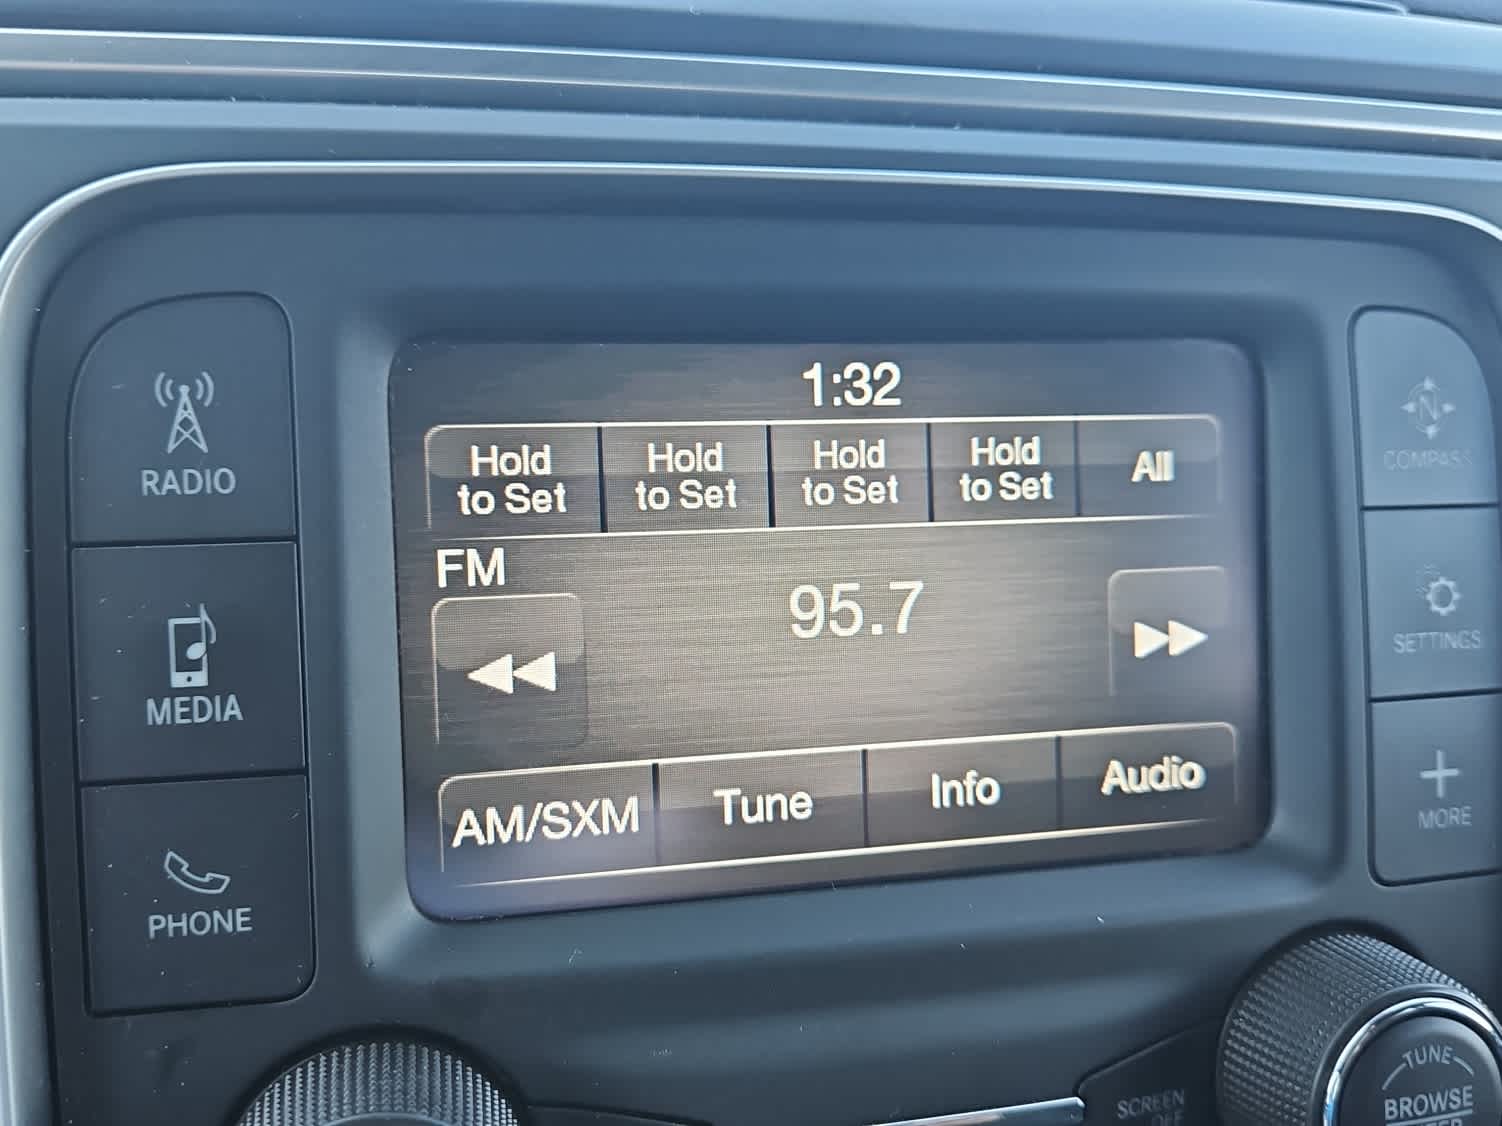 1:32
Hold
to Set
Hold
to Set
Hold
to Set
Hold
to Set
All
FM
95.7
AM/SXM
Tune
Info
Audio
RADIO
MEDIA
PHONE
N
COMPASS
SETTINGS
MORE
SCREEN
TUNE
BROWSE